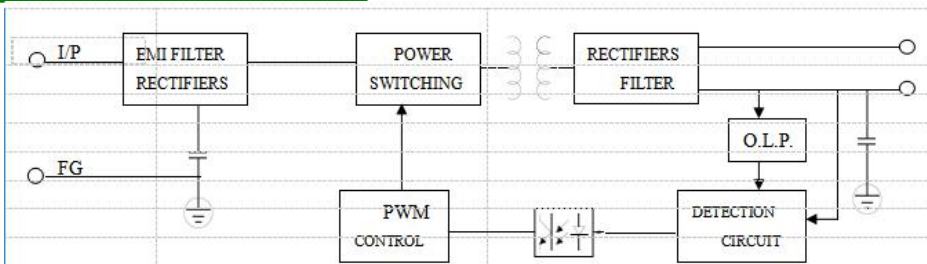 I/P
EMI FILTER
RECTIFIERS
POWER
SWITCHING
RECTIFIERS
FILTER
O.L.P.
FG
PWM
CONTROL
DETECTION
CIRCUIT